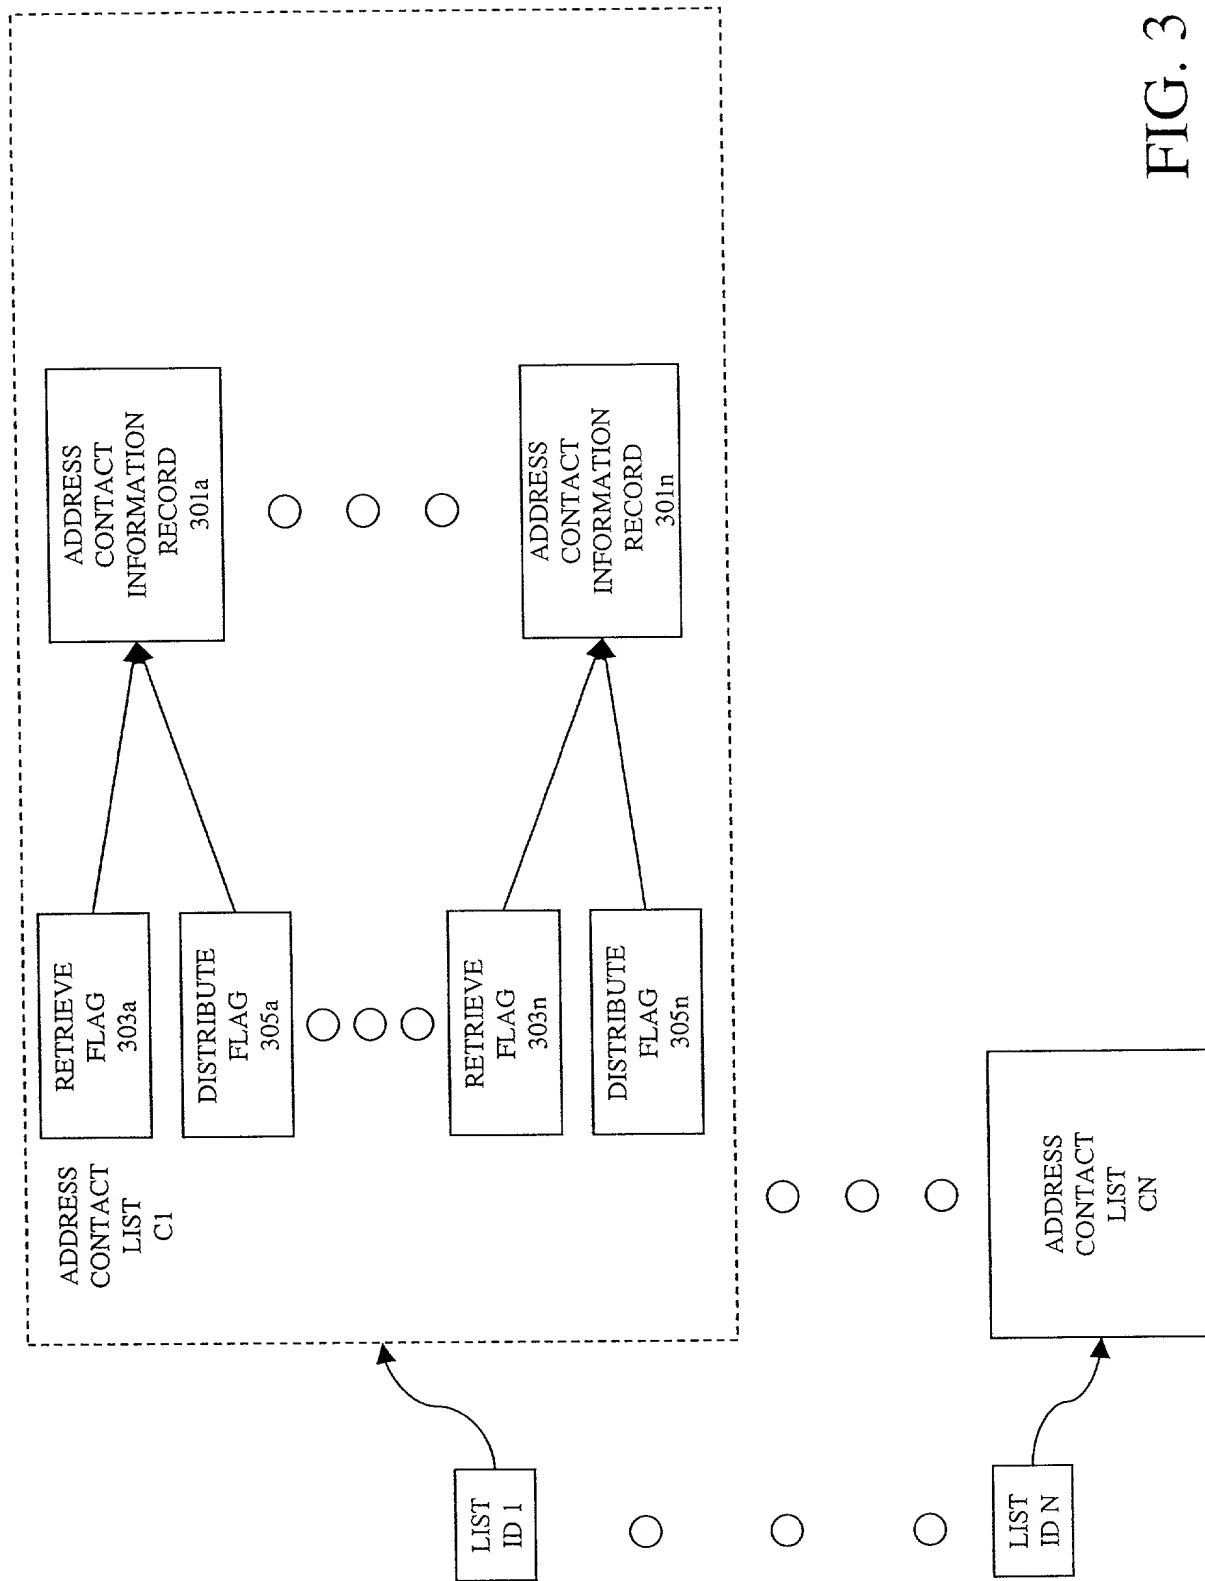 ADDRESS
CONTACT
LIST
C1
RETRIEVE
FLAG
303a
DISTRIBUTE
FLAG
305a
ADDRESS
CONTACT
INFORMATION
RECORD
301a
RETRIEVE
FLAG
303n
DISTRIBUTE
FLAG
305n
ADDRESS
CONTACT
INFORMATION
RECORD
301n
LIST
ID 1
LIST
ID N
ADDRESS
CONTACT
LIST
CN
FIG. 3